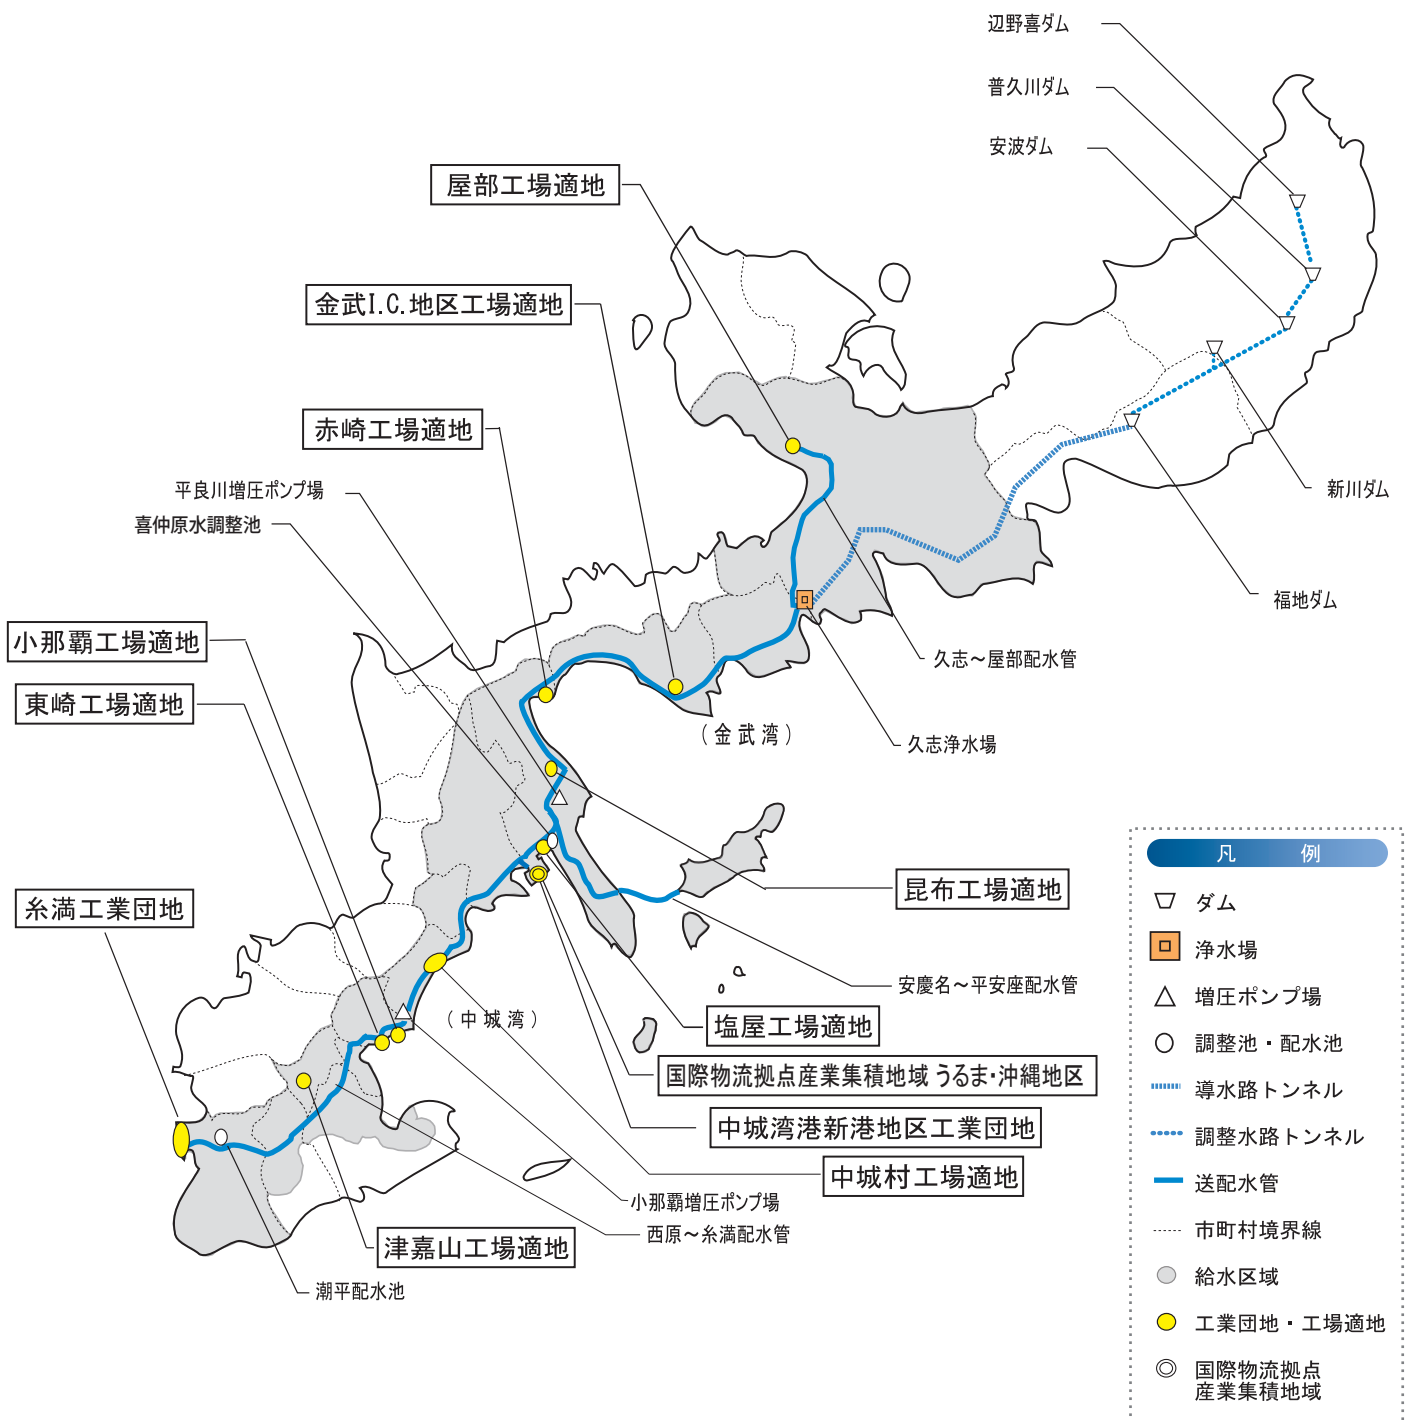 辺野喜ダム
普久川ダム
安波ダム
屋部工場適地
金武I.C.地区工場適地
赤崎工場適地
平良川増圧ポンプ場
喜仲原水調整池
新川ダム
福地ダム
小那覇工場適地
東崎工場適地
久志〜屋部配水管
(金武湾)
久志浄水場
糸満工業団地
昆布工場適地
安慶名〜平安座配水管
(中城湾)
塩屋工場適地
国際物流拠点産業集積地域 うるま・沖縄地区
中城湾港新港地区工業団地
中城村工場適地
小那覇増圧ポンプ場
西原〜糸満配水管
津嘉山工場適地
潮平配水池
凡 例
ダム
浄水場
増圧ポンプ場
調整池・配水池
導水路トンネル
調整水路トンネル
送配水管
市町村境界線
給水区域
工業団地・工場適地
国際物流拠点
産業集積地域